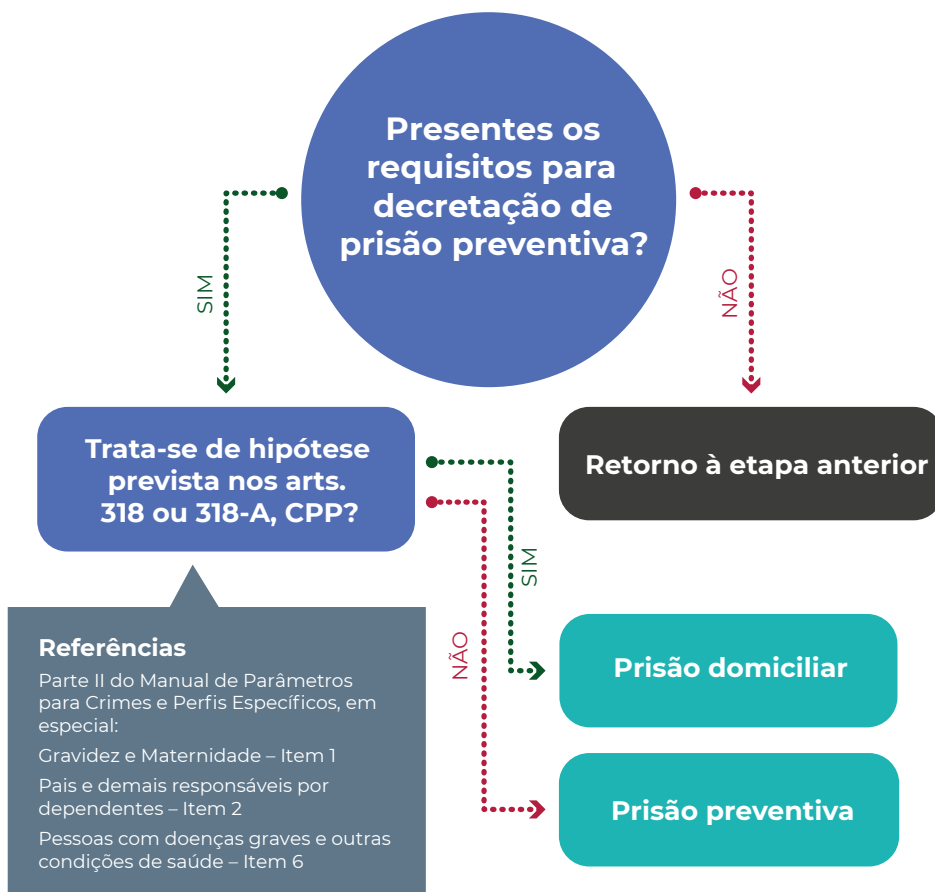 Presentes os
requisitos para
decretação de
prisão preventiva?
SIM
NÃO
Trata-se de hipótese
prevista nos arts.
318 ou 318-A, CPP?
Retorno à etapa anterior
SIM
NÃO
Referências
Parte II do Manual de Parâmetros
para Crimes e Perfis Específicos, em
especial:
Gravidez e Maternidade – Item 1
Pais e demais responsáveis por
dependentes – Item 2
Pessoas com doenças graves e outras
condições de saúde – Item 6
Prisão domiciliar
Prisão preventiva